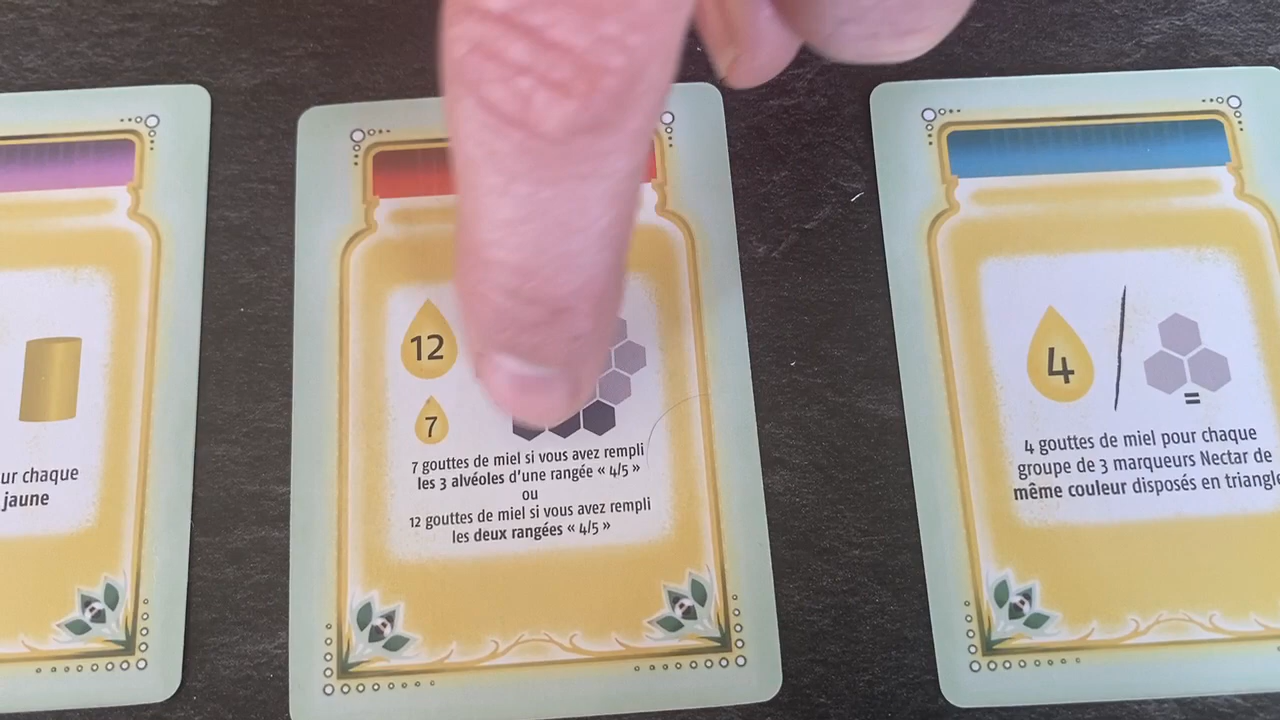 ur chaque
jaune
12
7
7 gouttes de miel si vous avez rempli
les 3 alvéoles d'une rangée « 4/5 »
ou
12 gouttes de miel si vous avez rempli
les deux rangées « 4/5 »
4
=
4 gouttes de miel pour chaque
groupe de 3 marqueurs Nectar de
même couleur disposés en triangle